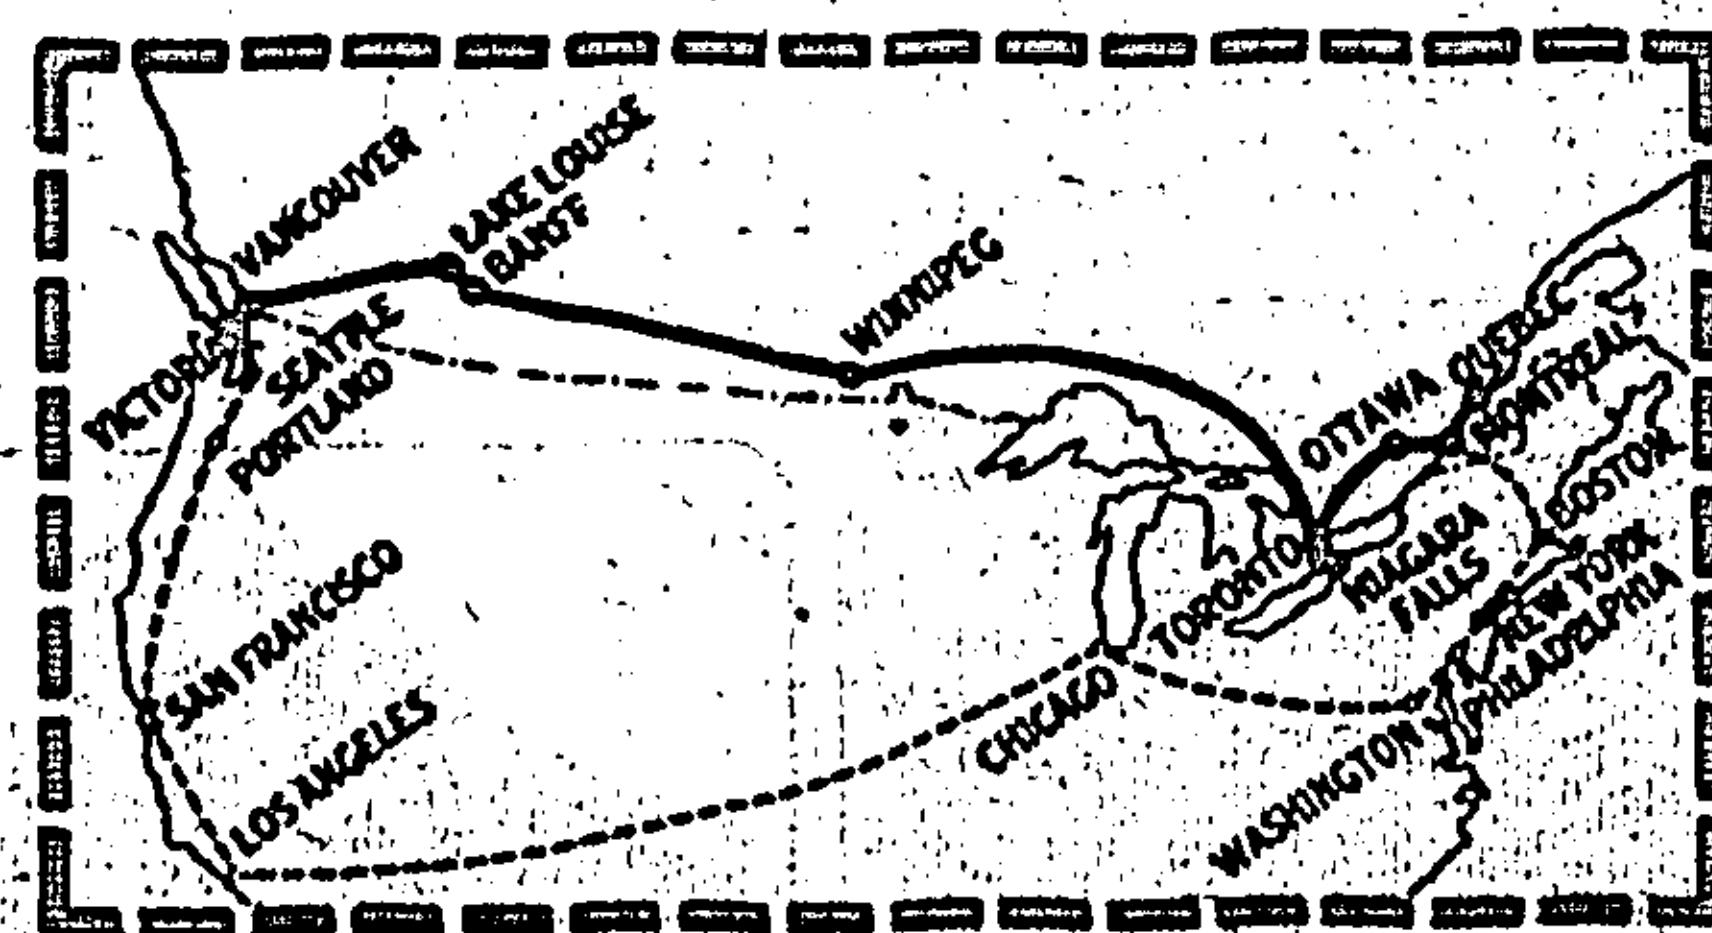 VANCOUVER
LAKE LOUISE
BANFF
WINNIPEG
VICTORIA
SEATTLE
PORTLAND
SAN FRANCISCO
LOS ANGELES
OTTAWA
QUEBEC
MONTREAL
BOSTON
NIAGARA
FALLS
TORONTO
NEW YORK
PHILADELPHIA
CHICAGO
WASHINGTON